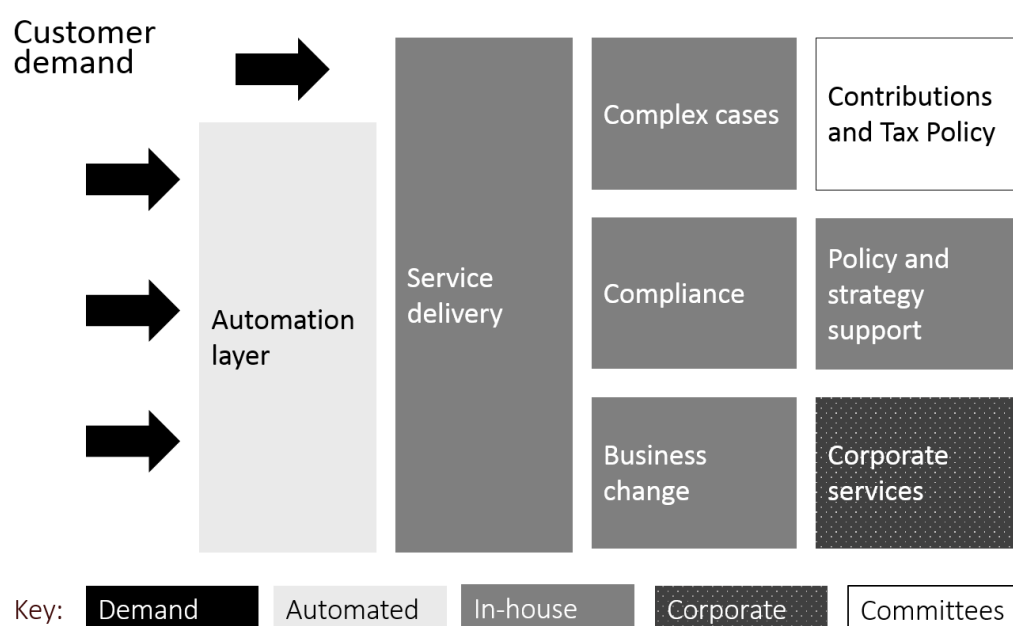 Customer
demand
Automation
layer
Service
delivery
Complex cases
Compliance
Business
change
Contributions
and Tax Policy
Policy and
strategy
support
Corporate
services
Key: Demand Automated In-house Corporate Committees